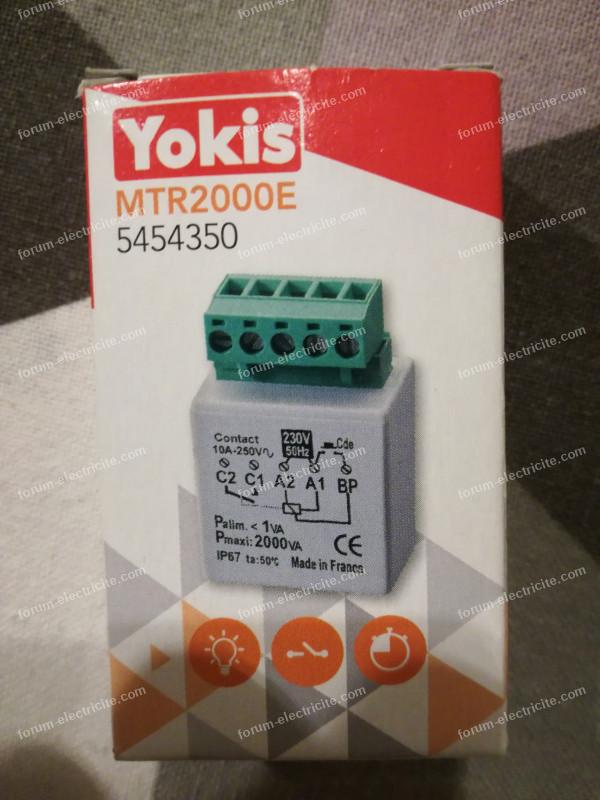 Yokis
MTR2000E
5454350
Contact
10A-250V~
230V
50Hz
Cde
C2 C1 A2 A1 BP
Palim. < 1VA
Pmaxi: 2000VA
CE
IP67 ta:50°C Made in France
forum-electricite.com